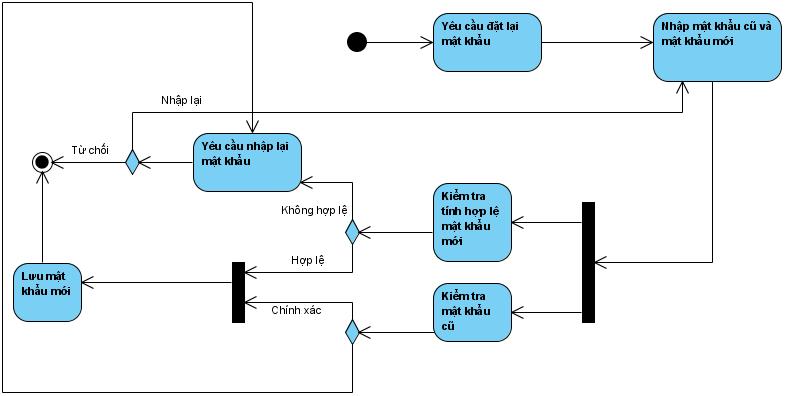 Yêu cầu đặt lại
mật khẩu
Nhập mật khẩu cũ và
mật khẩu mới
Nhập lại
Từ chối
Yêu cầu nhập lại
mật khẩu
Không hợp lệ
Kiểm tra
tính hợp lệ
mật khẩu
mới
Hợp lệ
Lưu mật
khẩu mới
Chính xác
Kiểm tra
mật khẩu
cũ